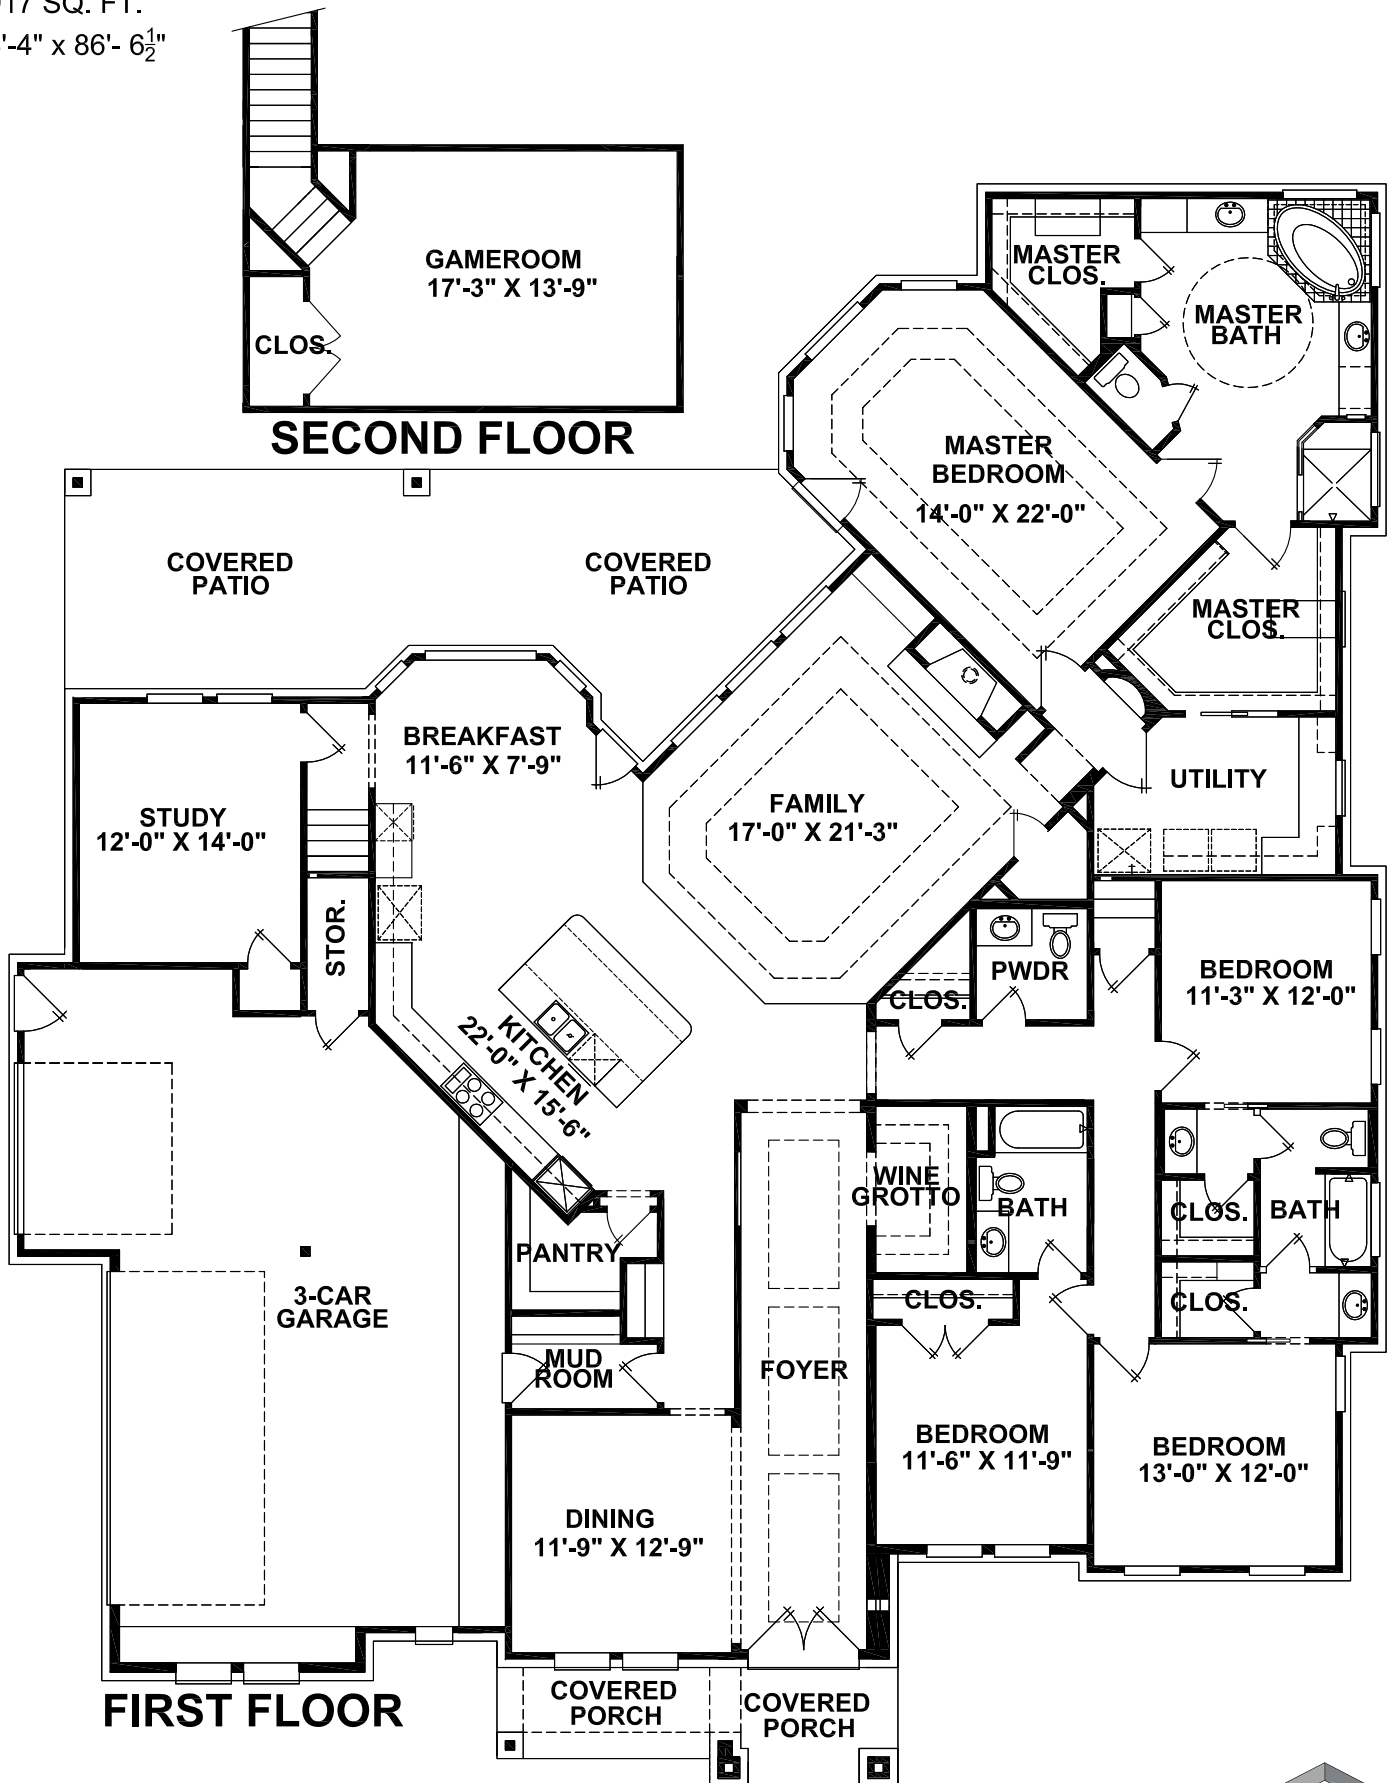 SQ. FT.
'-4" x 86'- 6½"
GAMEROOM
17'-3" X 13'-9"
CLOS.
SECOND FLOOR
MASTER
CLOS.
MASTER
BATH
MASTER
BEDROOM
14'-0" X 22'-0"
COVERED
PATIO
COVERED
PATIO
MASTER
CLOS.
BREAKFAST
11'-6" X 7'-9"
UTILITY
STUDY
12'-0" X 14'-0"
FAMILY
17'-0" X 21'-3"
STOR.
PWDR
CLOS.
BEDROOM
11'-3" X 12'-0"
KITCHEN
22'-0" X 15'-6"
WINE
GROTTO
BATH
CLOS.
BATH
PANTRY
3-CAR
GARAGE
CLOS.
CLOS.
MUD
ROOM
FOYER
BEDROOM
11'-6" X 11'-9"
BEDROOM
13'-0" X 12'-0"
DINING
11'-9" X 12'-9"
COVERED
PORCH
COVERED
PORCH
FIRST FLOOR